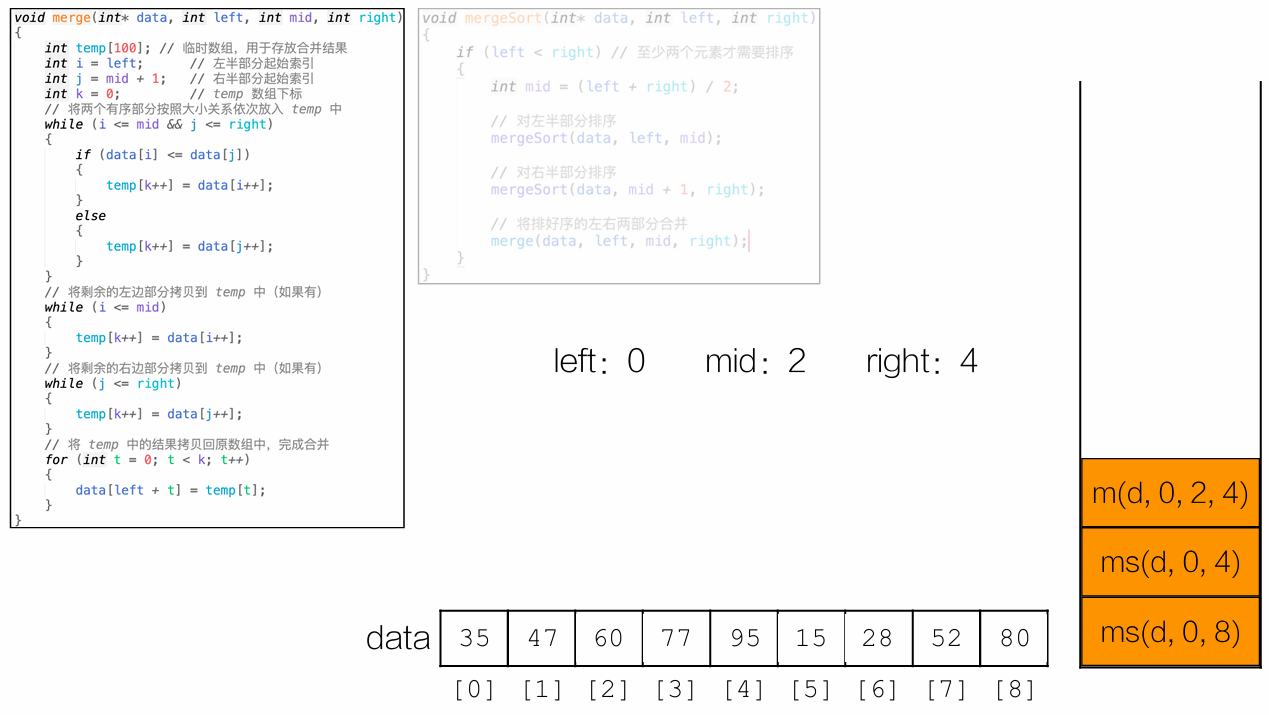 void merge(int* data, int left, int mid, int right)
{
    int temp[100]; // 临时数组，用于存放合并结果
    int i = left;      // 左半部分起始索引
    int j = mid + 1;   // 右半部分起始索引
    int k = 0;         // temp 数组下标
    // 将两个有序部分按照大小关系依次放入 temp 中
    while (i <= mid && j <= right)
    {
        if (data[i] <= data[j])
        {
            temp[k++] = data[i++];
        }
        else
        {
            temp[k++] = data[j++];
        }
    }
    // 将剩余的左边部分拷贝到 temp 中（如果有）
    while (i <= mid)
    {
        temp[k++] = data[i++];
    }
    // 将剩余的右边部分拷贝到 temp 中（如果有）
    while (j <= right)
    {
        temp[k++] = data[j++];
    }
    // 将 temp 中的结果拷贝回原数组中，完成合并
    for (int t = 0; t < k; t++)
    {
        data[left + t] = temp[t];
    }
}
void mergeSort(int* data, int left, int right)
{
    if (left < right) // 至少两个元素才需要排序
    {
        int mid = (left + right) / 2;
        // 对左半部分排序
        mergeSort(data, left, mid);
        // 对右半部分排序
        mergeSort(data, mid + 1, right);
        // 将排好序的左右两部分合并
        merge(data, left, mid, right);
    }
}
left：0 mid：2 right：4
m(d, 0, 2, 4)
ms(d, 0, 4)
ms(d, 0, 8)
data 35 47 60 77 95 15 28 52 80
[0] [1] [2] [3] [4] [5] [6] [7] [8]